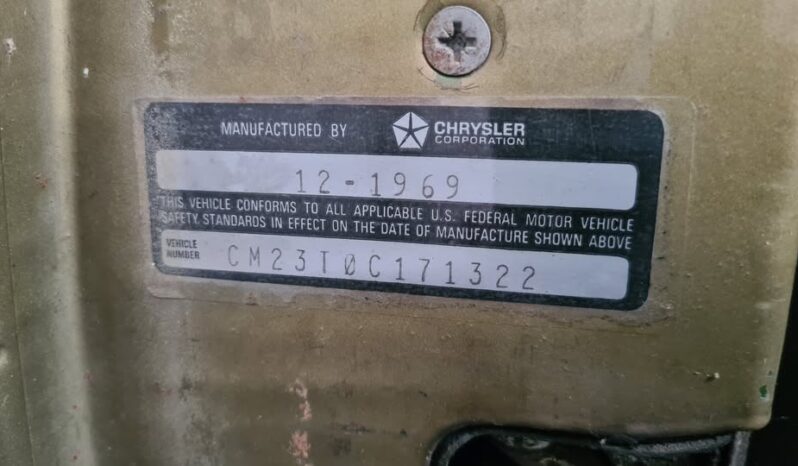 MANUFACTURED BY CHRYSLER CORPORATION
12-1969
THIS VEHICLE CONFORMS TO ALL APPLICABLE U.S. FEDERAL MOTOR VEHICLE
SAFETY STANDARDS IN EFFECT ON THE DATE OF MANUFACTURE SHOWN ABOVE
VEHICLE NUMBER CM23T0C171322